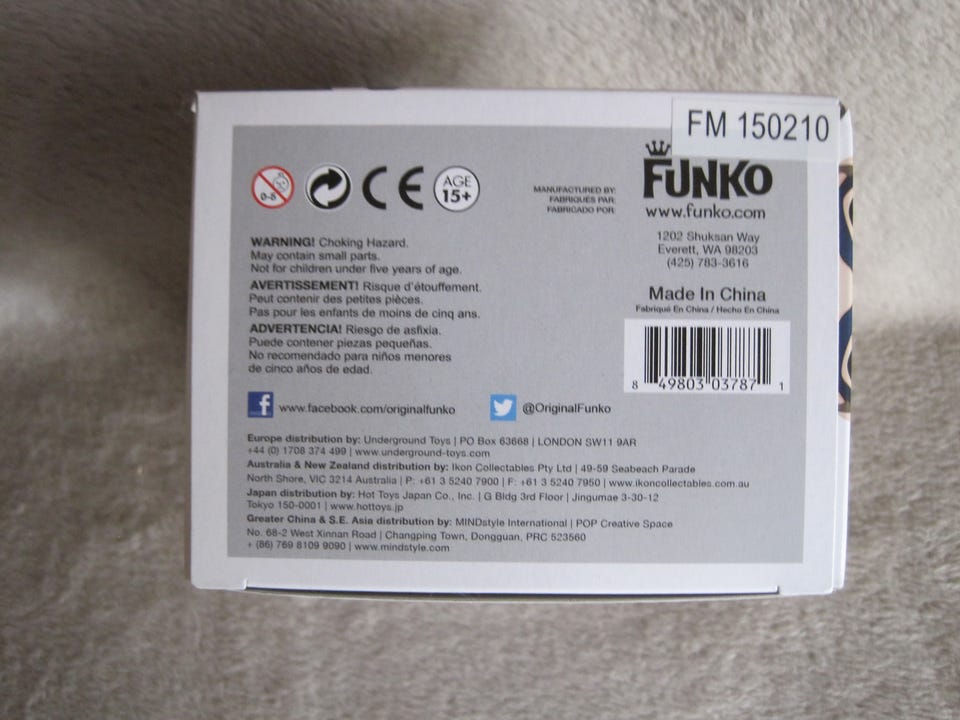 FM 150210
0-5
CE
AGE
15+
MANUFACTURED BY:
FABRIQUÉS PAR:
FABRICADO POR:
FUNKO
www.funko.com
1202 Shuksan Way
Everett, WA 98203
(425) 783-3616
Made In China
Fabriqué En China / Hecho En China
8 49803 03787 1
WARNING! Choking Hazard.
May contain small parts.
Not for children under five years of age.
AVERTISSEMENT! Risque d'étouffement.
Peut contenir des petites pièces.
Pas pour les enfants de moins de cinq ans.
ADVERTENCIA! Riesgo de asfixia.
Puede contener piezas pequeñas.
No recomendado para niños menores
de cinco años de edad.
f www.facebook.com/originalfunko
@OriginalFunko
Europe distribution by: Underground Toys | PO Box 63668 | LONDON SW11 9AR
+44 (0) 1708 374 499 | www.underground-toys.com
Australia & New Zealand distribution by: Ikon Collectables Pty Ltd | 49-59 Seabeach Parade
North Shore, VIC 3214 Australia | P: +61 3 5240 7900 | F: +61 3 5240 7950 | www.ikoncollectables.com.au
Japan distribution by: Hot Toys Japan Co., Inc. | G Bldg 3rd Floor | Jingumae 3-30-12
Tokyo 150-0001 | www.hottoys.jp
Greater China & S.E. Asia distribution by: MINDstyle International | POP Creative Space
No. 68-2 West Xinnan Road | Changping Town, Dongguan, PRC 523560
+ (86) 769 8109 9090 | www.mindstyle.com